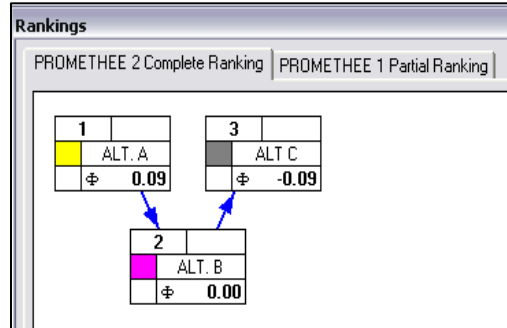 Rankings
PROMETHEE 2 Complete Ranking
PROMETHEE 1 Partial Ranking
1
ALT. A
Φ 0.09
3
ALT C
Φ -0.09
2
ALT. B
Φ 0.00